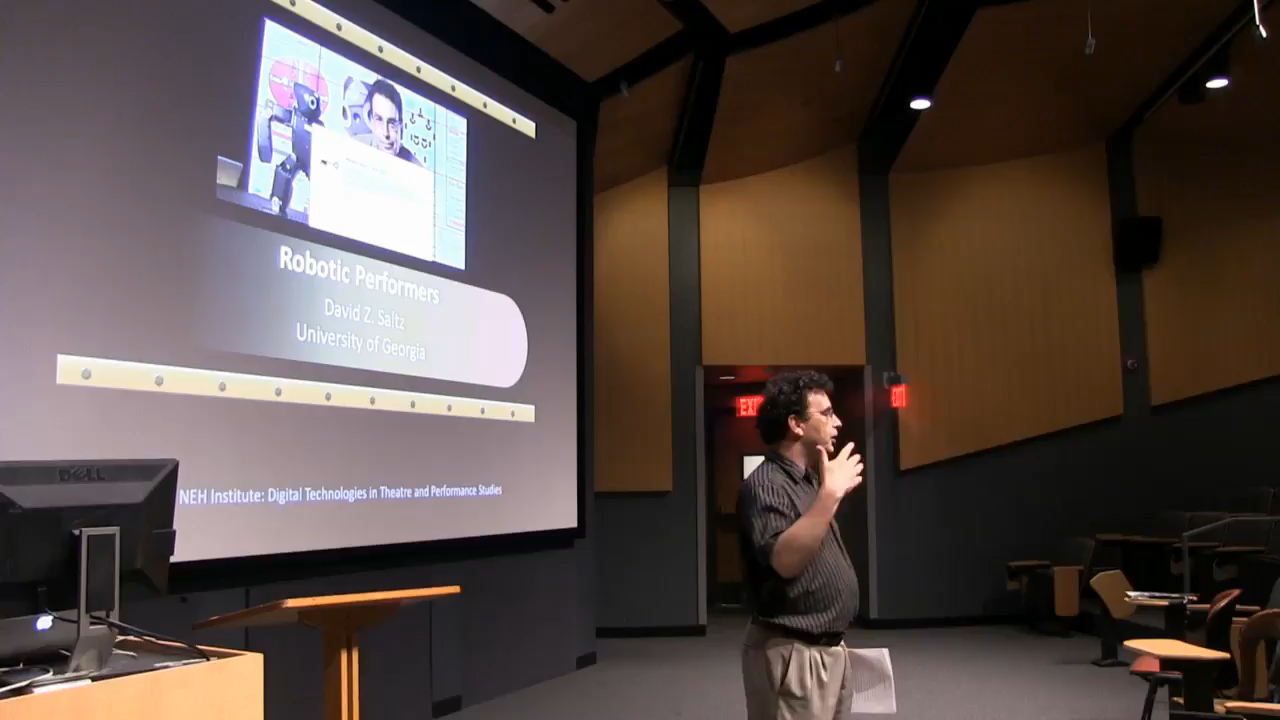 Robotic Performers
David Z. Saltz
University of Georgia
NEH Institute: Digital Technologies in Theatre and Performance Studies
DELL
EXIT